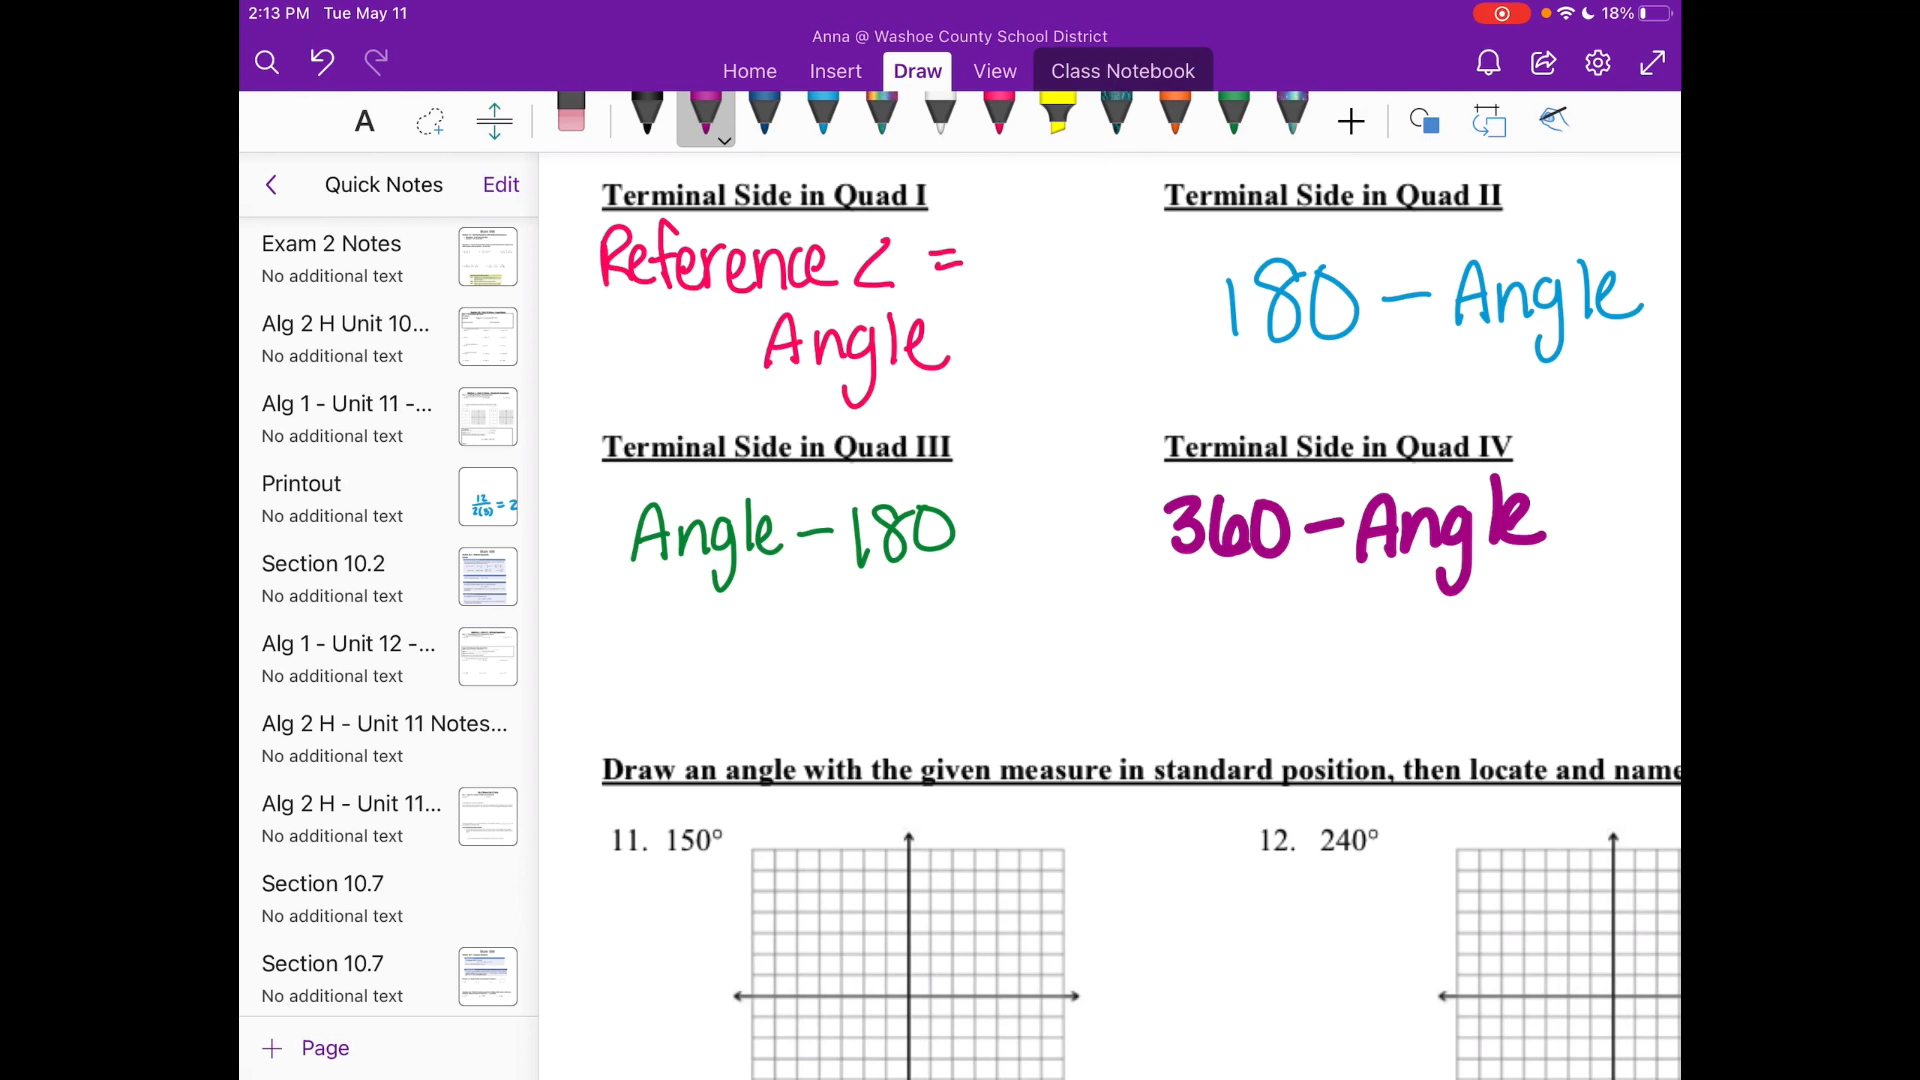 2:13 PM Tue May 11
18%
Anna @ Washoe County School District
Home Insert Draw View Class Notebook
A
Quick Notes Edit
Exam 2 Notes
No additional text
Alg 2 H Unit 10...
No additional text
Alg 1 - Unit 11 -...
No additional text
Printout
No additional text
12/2(3) = 2
Section 10.2
No additional text
Alg 1 - Unit 12 -...
No additional text
Alg 2 H - Unit 11 Notes...
No additional text
Alg 2 H - Unit 11...
No additional text
Section 10.7
No additional text
Section 10.7
No additional text
+ Page
Terminal Side in Quad I
Reference < =
Angle
Terminal Side in Quad II
180 - Angle
Terminal Side in Quad III
Angle - 180
Terminal Side in Quad IV
360 - Angle
Draw an angle with the given measure in standard position, then locate and name
11. 150°
12. 240°